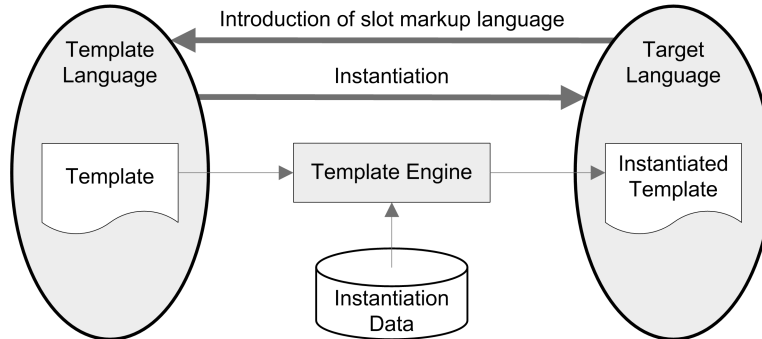 Introduction of slot markup language
Template
Language
Target
Language
Instantiation
Template
Template Engine
Instantiated
Template
Instantiation
Data